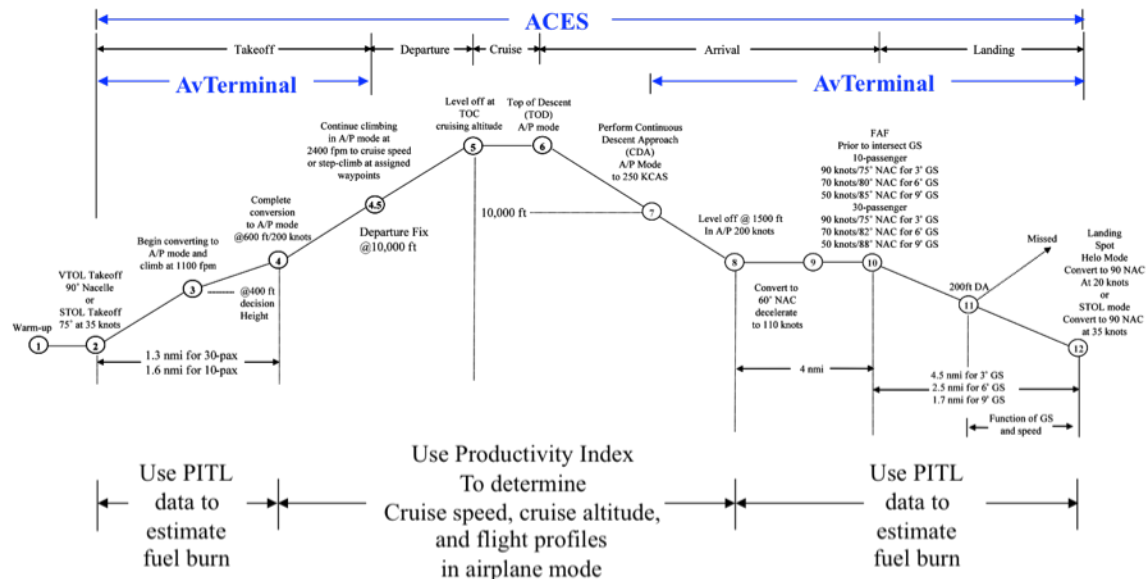 ACES
Takeoff
Departure
Cruise
Arrival
Landing
AvTerminal
AvTerminal
Warm-up
VTOL Takeoff
90˚ Nacelle
or
STOL Takeoff
75˚ at 35 knots
Begin converting to
A/P mode and
climb at 1100 fpm
@400 ft
decision
Height
Complete
conversion
to A/P mode
@600 ft/200 knots
Continue climbing
in A/P mode at
2400 fpm to cruise speed
or step-climb at assigned
waypoints
Departure Fix
@10,000 ft
Level off at
TOC
cruising altitude
Top of Descent
(TOD)
A/P mode
Perform Continuous
Descent Approach
(CDA)
A/P Mode
to 250 KCAS
10,000 ft
Level off @ 1500 ft
In A/P 200 knots
Convert to
60˚ NAC
decelerate
to 110 knots
FAF
Prior to intersect GS
10-passenger
90 knots/75˚ NAC for 3˚ GS
70 knots/80˚ NAC for 6˚ GS
50 knots/85˚ NAC for 9˚ GS
30-passenger
90 knots/75˚ NAC for 3˚ GS
70 knots/82˚ NAC for 6˚ GS
50 knots/88˚ NAC for 9˚ GS
Missed
200ft DA
Landing
Spot
Helo Mode
Convert to 90 NAC
At 20 knots
or
STOL mode
Convert to 90 NAC
at 35 knots
1
2
3
4
4.5
5
6
7
8
9
10
11
12
1.3 nmi for 30-pax
1.6 nmi for 10-pax
4 nmi
4.5 nmi for 3˚ GS
2.5 nmi for 6˚ GS
1.7 nmi for 9˚ GS
Function of GS
and speed
Use PITL
data to
estimate
fuel burn
Use Productivity Index
To determine
Cruise speed, cruise altitude,
and flight profiles
in airplane mode
Use PITL
data to
estimate
fuel burn